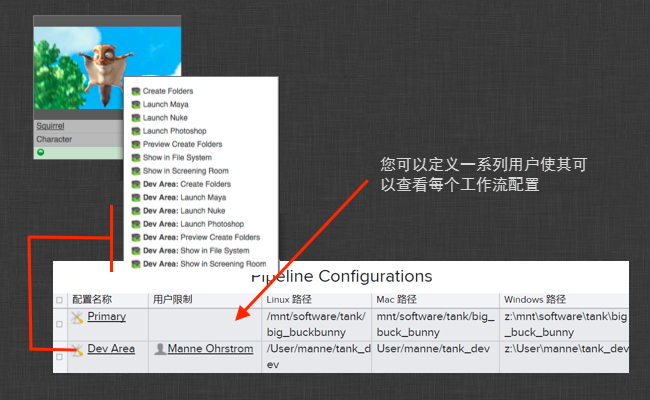 Squirrel
Character
Create Folders
Launch Maya
Launch Nuke
Launch Photoshop
Preview Create Folders
Show in File System
Show in Screening Room
Dev Area: Create Folders
Dev Area: Launch Maya
Dev Area: Launch Nuke
Dev Area: Launch Photoshop
Dev Area: Preview Create Folders
Dev Area: Show in File System
Dev Area: Show in Screening Room
您可以定义一系列用户使其可
以查看每个工作流配置
Pipeline Configurations
配置名称 用户限制 Linux 路径 Mac 路径 Windows 路径
Primary /mnt/software/tank/ mnt/software/tank/big_ z:\mnt\software\tank\big
big_buckbunny buck_bunny _buck_bunny
Dev Area Manne Ohrstrom /User/manne/tank_d User/manne/tank_dev z:\User\manne\tank_dev
ev